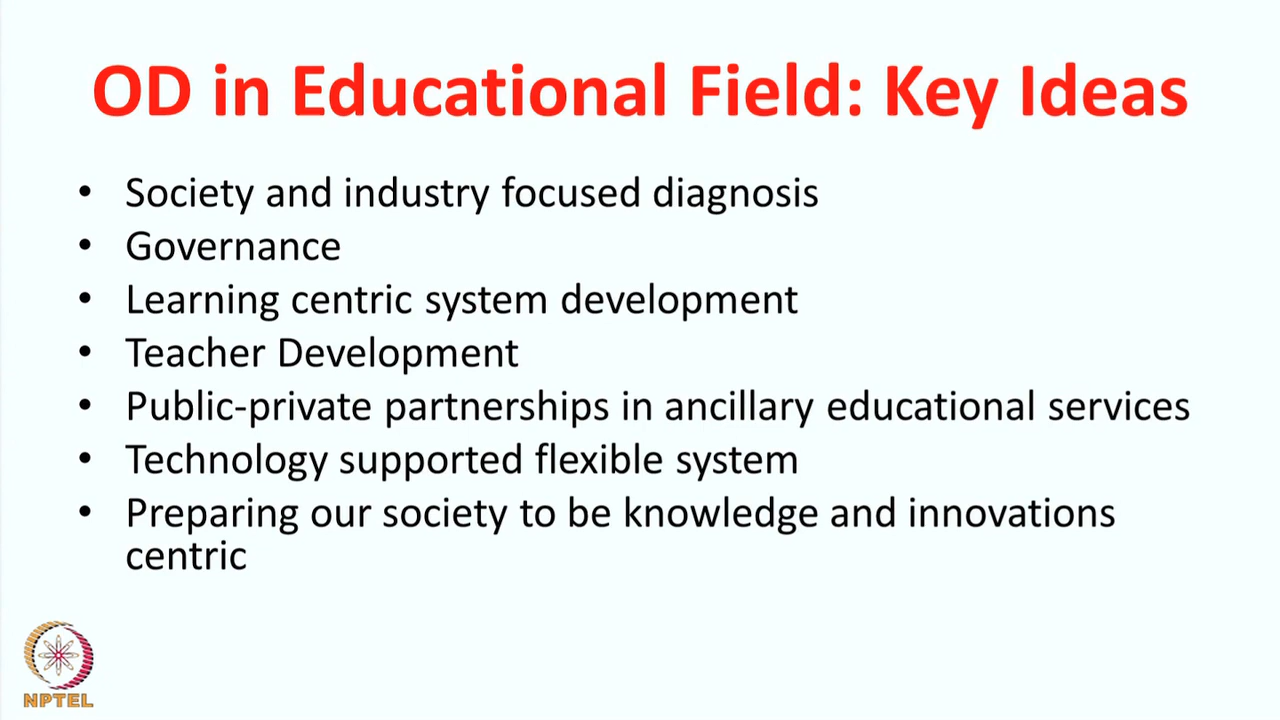 OD in Educational Field: Key Ideas
• Society and industry focused diagnosis
• Governance
• Learning centric system development
• Teacher Development
• Public-private partnerships in ancillary educational services
• Technology supported flexible system
• Preparing our society to be knowledge and innovations
centric
NPTEL